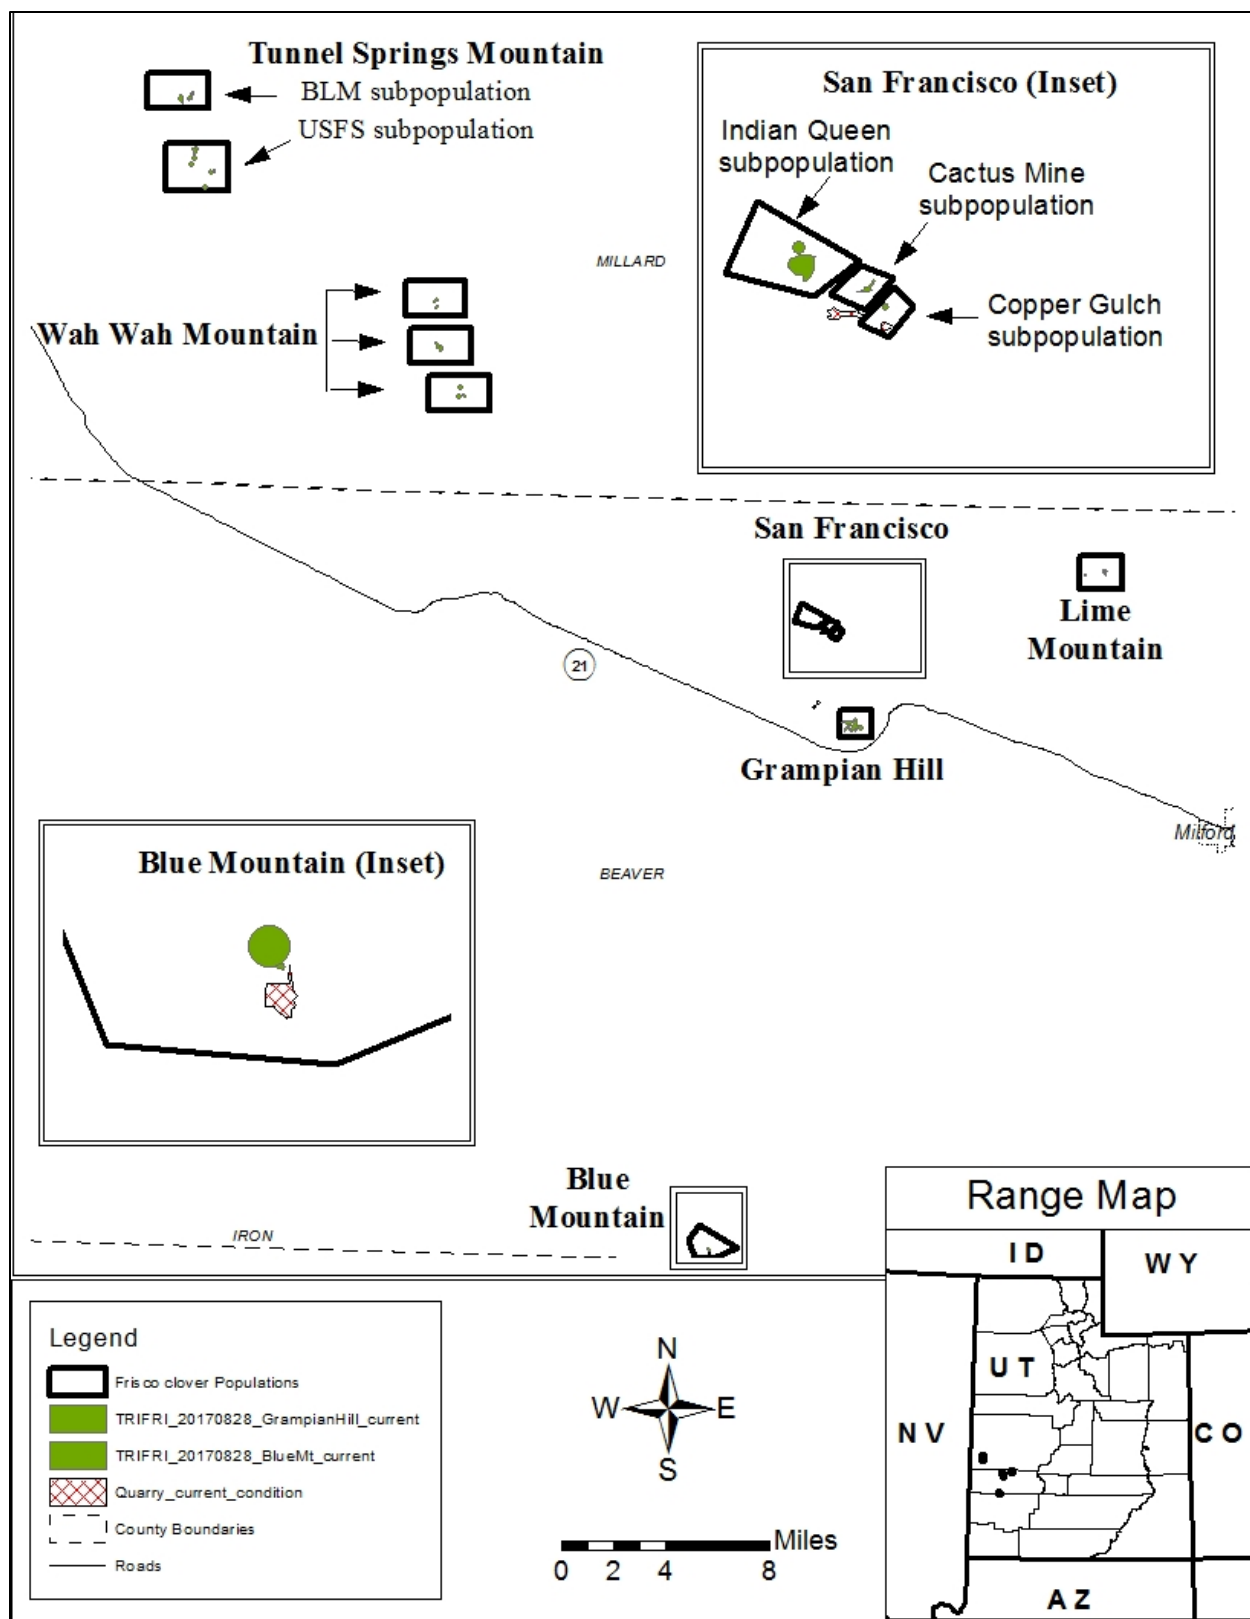 Tunnel Springs Mountain
BLM subpopulation
USFS subpopulation
San Francisco (Inset)
Indian Queen
subpopulation
Cactus Mine
subpopulation
Copper Gulch
subpopulation
MILLARD
Wah Wah Mountain
San Francisco
Lime
Mountain
21
Grampian Hill
Milford
BEAVER
Blue Mountain (Inset)
Blue
Mountain
IRON
Range Map
ID
WY
UT
NV
CO
AZ
Legend
Frisco clover Populations
TRIFRI_20170828_GrampianHill_current
TRIFRI_20170828_BlueMt_current
Quarry_current_condition
County Boundaries
Roads
N
W E
S
Miles
0 2 4 8